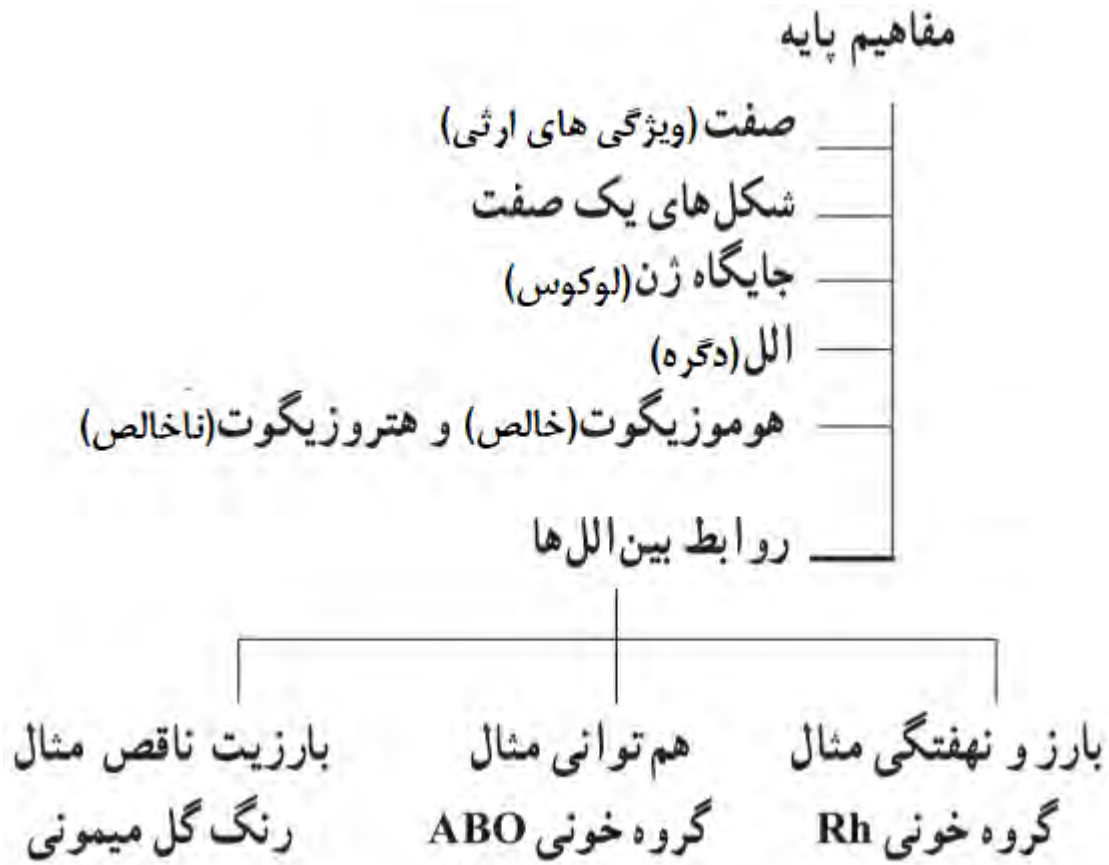 مفاهیم پایه
صفت(ویژگی های ارثی)
شکل‌های یک صفت
جایگاه ژن(لوکوس)
الل(دگره)
هوموزیگوت(خالص) و هتروزیگوت(ناخالص)
روابط بین‌الل‌ها
بارز و نهفتگی مثال
گروه خونی Rh
هم‌توانی مثال
گروه خونی ABO
بارزیت ناقص مثال
رنگ گل میمونی